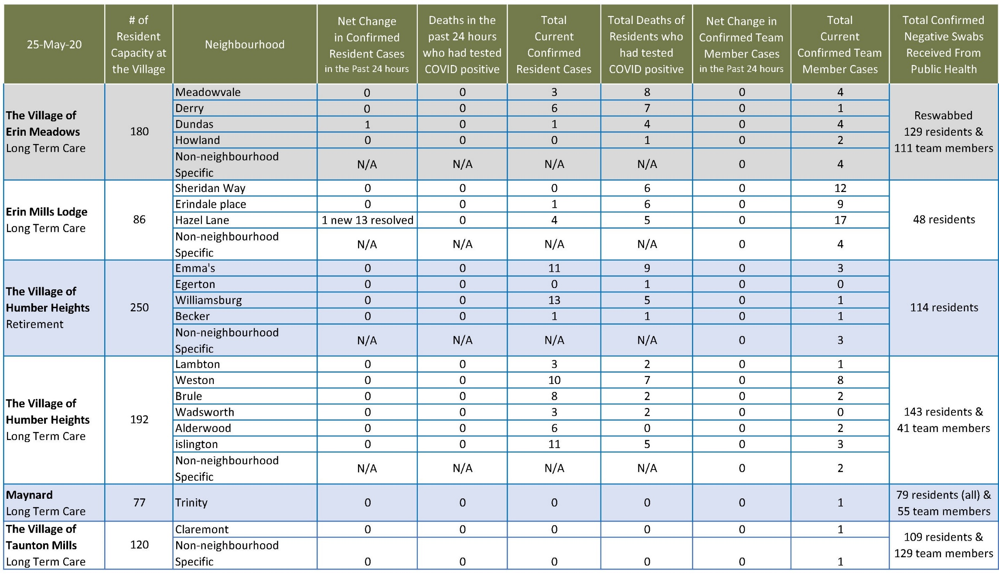 25-May-20
# of
Resident
Capacity at
the Village
Neighbourhood
Net Change
in Confirmed
Resident Cases
in the Past 24 hours
Deaths in the
past 24 hours
who had tested
COVID positive
Total
Current
Confirmed
Resident Cases
Total Deaths of
Residents who
had tested
COVID positive
Net Change in
Confirmed Team
Member Cases
in the Past 24 hours
Total
Current
Confirmed Team
Member Cases
Total Confirmed
Negative Swabs
Received From
Public Health
The Village of
Erin Meadows
Long Term Care
180
Meadowvale 0 0 3 8 0 4
Derry 0 0 6 7 0 1
Dundas 1 0 1 4 0 4
Howland 0 0 0 1 0 2
Non-neighbourhood
Specific
N/A N/A N/A N/A 0 4
Reswabbed
129 residents &
111 team members
Erin Mills Lodge
Long Term Care
86
Sheridan Way 0 0 0 6 0 12
Erindale place 0 0 1 6 0 9
Hazel Lane 1 new 13 resolved 0 4 5 0 17
Non-neighbourhood
Specific
N/A N/A N/A N/A 0 4
48 residents
The Village of
Humber Heights
Retirement
250
Emma's 0 0 11 9 0 3
Egerton 0 0 0 1 0 0
Williamsburg 0 0 13 5 0 1
Becker 0 0 1 1 0 1
Non-neighbourhood
Specific
N/A N/A N/A N/A 0 3
114 residents
The Village of
Humber Heights
Long Term Care
192
Lambton 0 0 3 2 0 1
Weston 0 0 10 7 0 8
Brule 0 0 8 2 0 2
Wadsworth 0 0 3 2 0 0
Alderwood 0 0 6 0 0 2
islington 0 0 11 5 0 3
Non-neighbourhood
Specific
N/A N/A N/A N/A 0 2
143 residents &
41 team members
Maynard
Long Term Care
77
Trinity 0 0 0 0 0 1
79 residents (all) &
55 team members
The Village of
Taunton Mills
Long Term Care
120
Claremont 0 0 0 0 0 1
Non-neighbourhood
Specific 0 0 0 0 0 1
109 residents &
129 team members